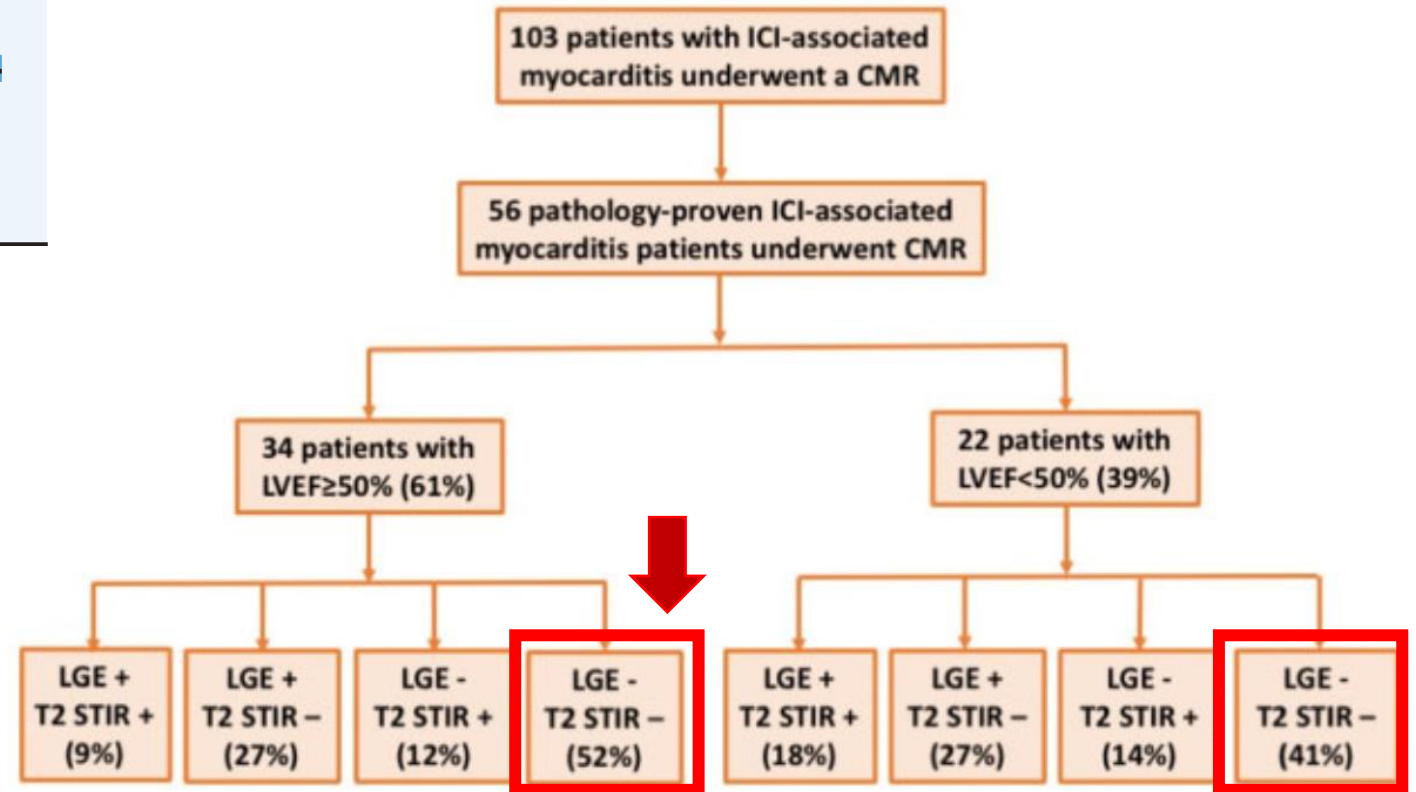 103 patients with ICI-associated
myocarditis underwent a CMR
56 pathology-proven ICI-associated
myocarditis patients underwent CMR
34 patients with
LVEF≥50% (61%)
22 patients with
LVEF<50% (39%)
LGE +
T2 STIR +
(9%)
LGE +
T2 STIR –
(27%)
LGE -
T2 STIR +
(12%)
LGE -
T2 STIR –
(52%)
LGE +
T2 STIR +
(18%)
LGE +
T2 STIR –
(27%)
LGE -
T2 STIR +
(14%)
LGE -
T2 STIR –
(41%)